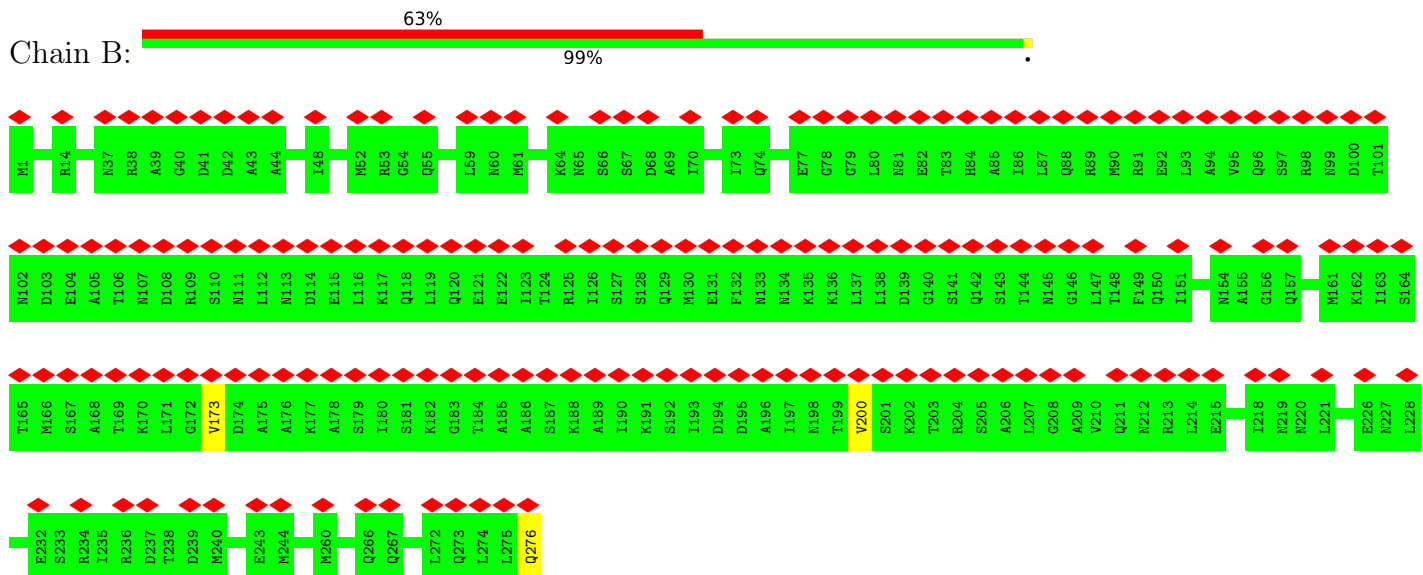 63%
Chain B:
99%
.
M1 R14 N37 R38 A39 G40 D41 D42 A43 A44 I48 M52 R53 G54 Q55 L59 N60 M61 K64 N65 S66 S67 D68 A69 I70 I73 Q74 E77 G78 G79 L80 N81 E82 T83 H84 A85 I86 L87 Q88 R89 M90 R91 E92 L93 A94 V95 Q96 S97 R98 N99 D100 T101
N102 D103 E104 A105 T106 N107 D108 R109 S110 N111 L112 N113 D114 E115 L116 K117 Q118 L119 Q120 E121 E122 I123 T124 R125 I126 S127 S128 Q129 M130 E131 F132 N133 N134 K135 K136 L137 L138 D139 G140 S141 Q142 S143 T144 N145 G146 L147 T148 F149 Q150 I151 N154 A155 G156 Q157 M161 K162 I163 S164
T165 M166 S167 A168 T169 K170 L171 G172 V173 D174 A175 A176 K177 A178 S179 I180 S181 K182 G183 T184 A185 A186 S187 K188 A189 I190 K191 S192 I193 D194 D195 A196 I197 N198 T199 V200 S201 K202 T203 R204 S205 A206 L207 G208 A209 V210 Q211 N212 R213 L214 E215 I218 N219 N220 L221 E226 N227 L228
E232 S233 R234 I235 R236 D237 T238 D239 M240 E243 M244 M260 Q266 Q267 L272 Q273 L274 L275 Q276